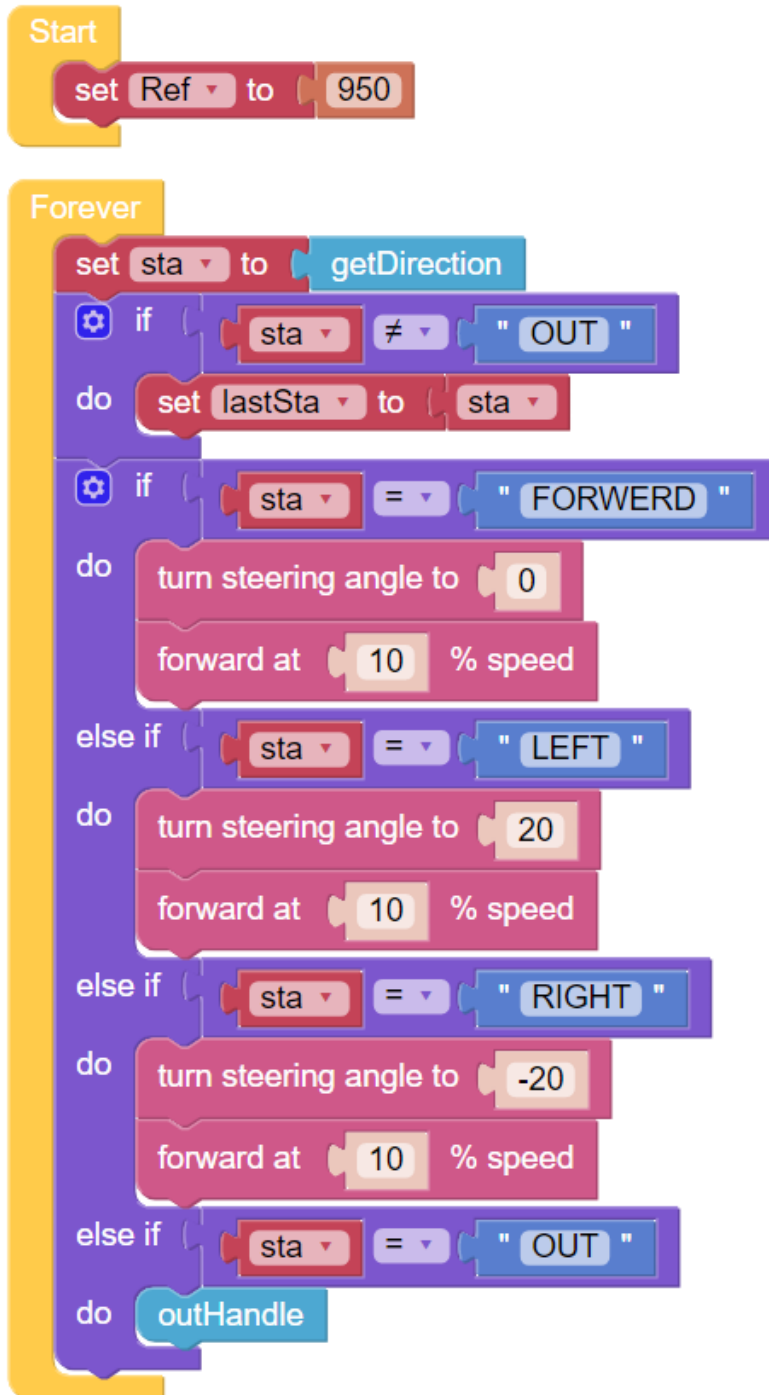 Start
set Ref to 950
Forever
set sta to getDirection
if sta ≠ " OUT "
do set lastSta to sta
if sta = " FORWERD "
do turn steering angle to 0
forward at 10 % speed
else if sta = " LEFT "
do turn steering angle to 20
forward at 10 % speed
else if sta = " RIGHT "
do turn steering angle to -20
forward at 10 % speed
else if sta = " OUT "
do outHandle